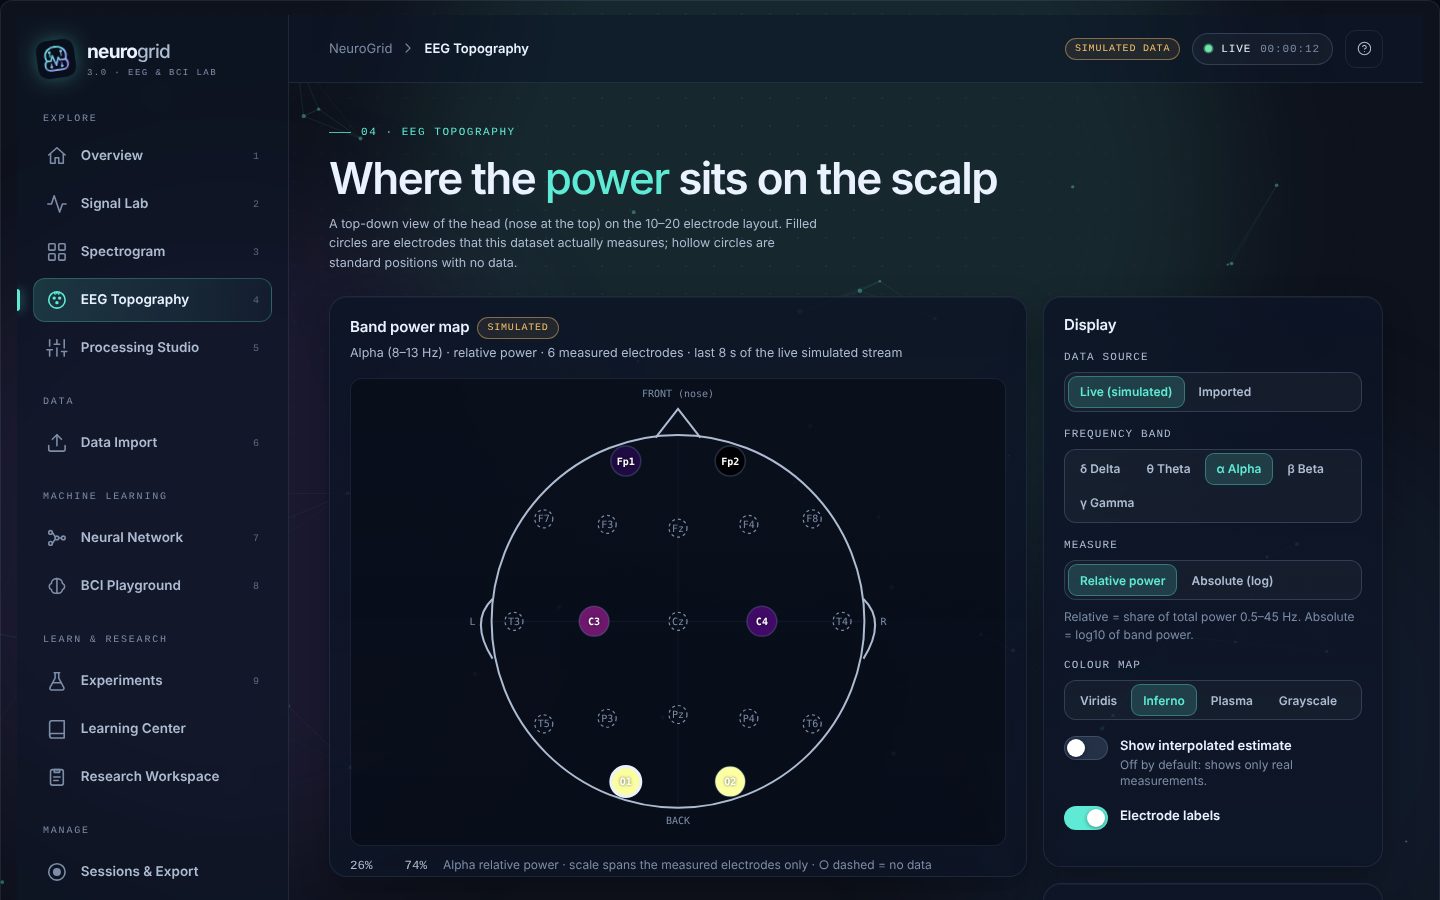 neurogrid
3.0 · EEG & BCI LAB
EXPLORE
Overview 1
Signal Lab 2
Spectrogram 3
EEG Topography 4
Processing Studio 5
DATA
Data Import 6
MACHINE LEARNING
Neural Network 7
BCI Playground 8
LEARN & RESEARCH
Experiments 9
Learning Center
Research Workspace
MANAGE
Sessions & Export
NeuroGrid > EEG Topography
SIMULATED DATA
LIVE 00:00:12
04 · EEG TOPOGRAPHY
Where the power sits on the scalp
A top-down view of the head (nose at the top) on the 10–20 electrode layout. Filled
circles are electrodes that this dataset actually measures; hollow circles are
standard positions with no data.
Band power map SIMULATED
Alpha (8–13 Hz) · relative power · 6 measured electrodes · last 8 s of the live simulated stream
FRONT (nose)
Fp1 Fp2
F7 F3 Fz F4 F8
L T3 C3 Cz C4 T4 R
T5 P3 Pz P4 T6
O1 O2
BACK
26% 74% Alpha relative power · scale spans the measured electrodes only · O dashed = no data
Display
DATA SOURCE
Live (simulated) Imported
FREQUENCY BAND
δ Delta θ Theta α Alpha β Beta
γ Gamma
MEASURE
Relative power Absolute (log)
Relative = share of total power 0.5–45 Hz. Absolute
= log10 of band power.
COLOUR MAP
Viridis Inferno Plasma Grayscale
Show interpolated estimate
Off by default: shows only real
measurements.
Electrode labels